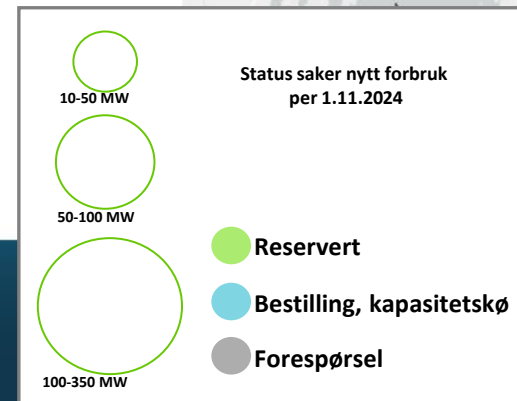 Status saker nytt forbruk
per 1.11.2024
10-50 MW
50-100 MW
100-350 MW
Reservert
Bestilling, kapasitetskø
Forespørsel